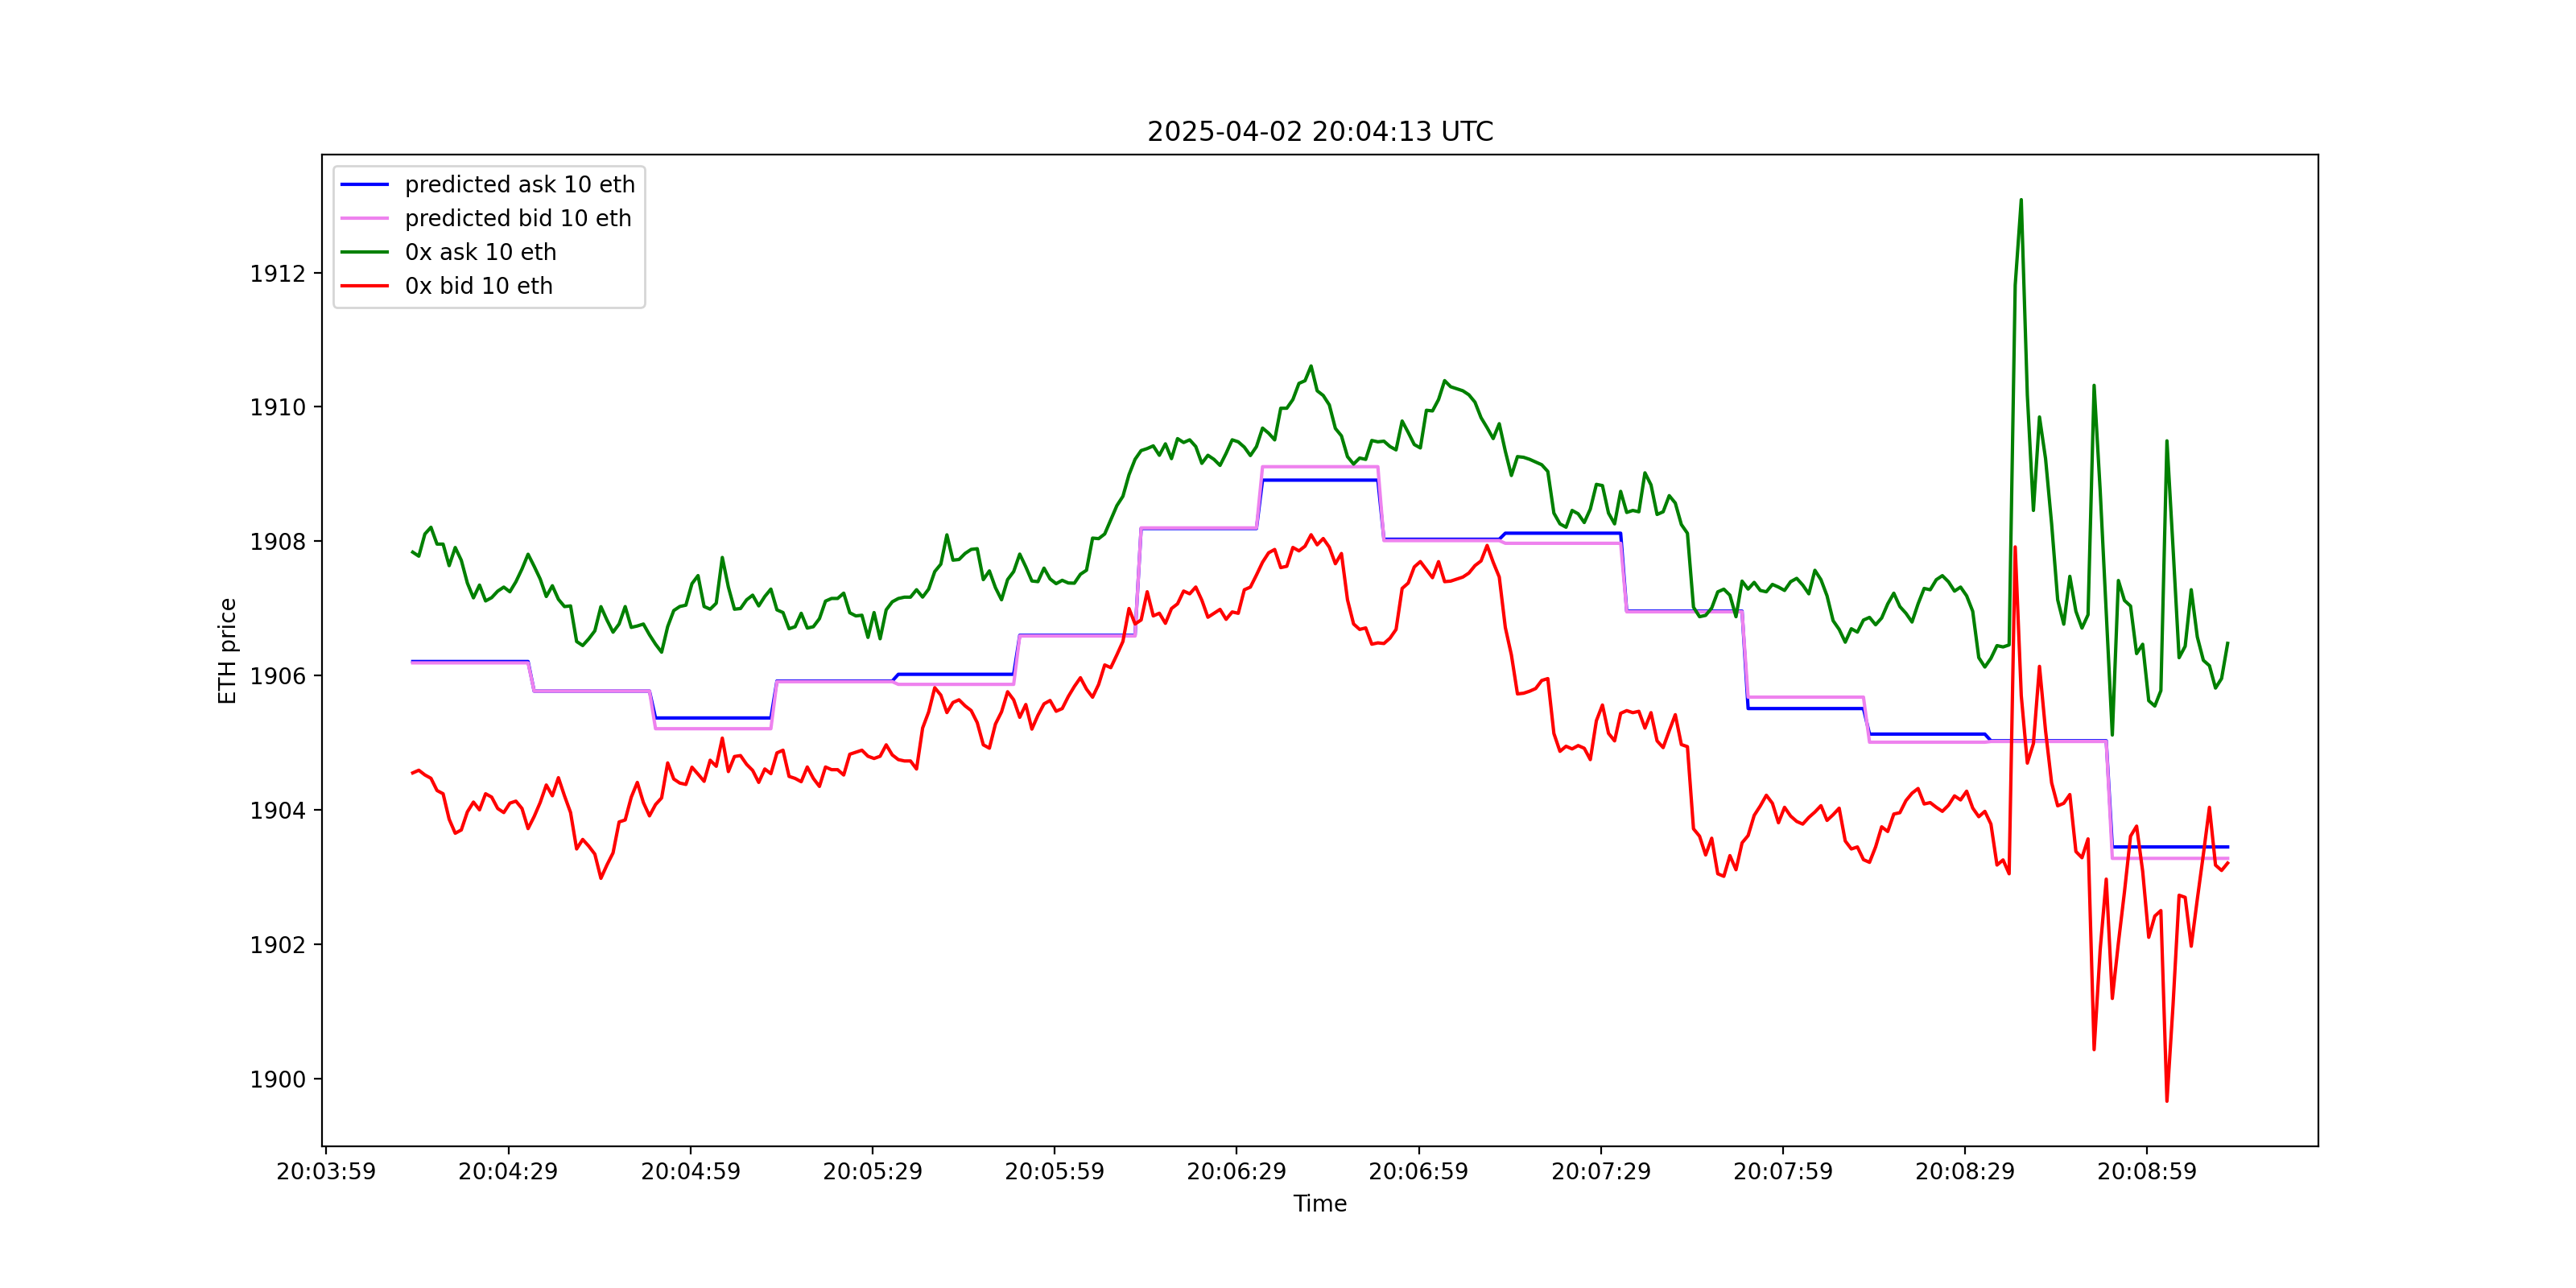 2025-04-02 20:04:13 UTC
predicted ask 10 eth
predicted bid 10 eth
0x ask 10 eth
0x bid 10 eth
ETH price
1912
1910
1908
1906
1904
1902
1900
20:03:59 20:04:29 20:04:59 20:05:29 20:05:59 20:06:29 20:06:59 20:07:29 20:07:59 20:08:29 20:08:59
Time